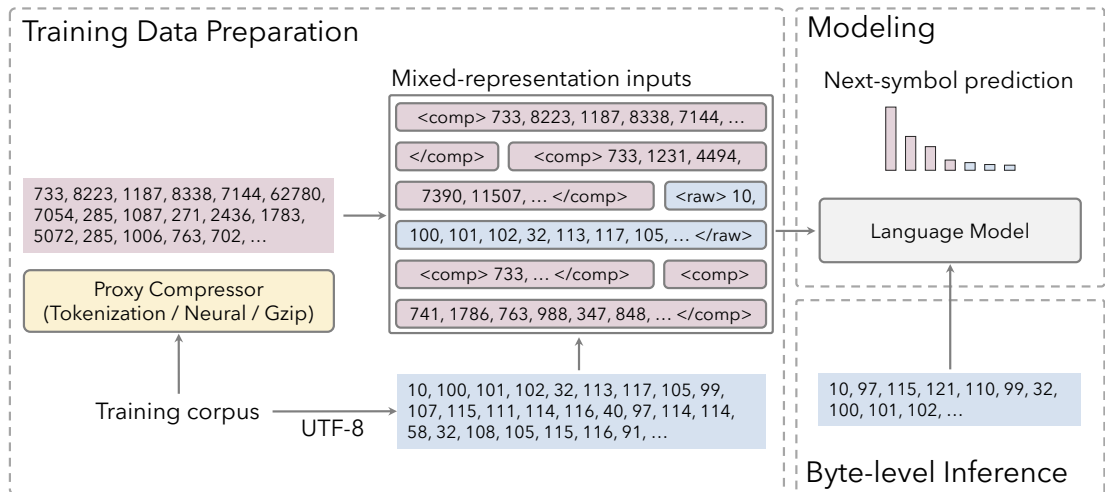 Training Data Preparation
Mixed-representation inputs
<comp> 733, 8223, 1187, 8338, 7144, …
</comp> <comp> 733, 1231, 4494,
7390, 11507, … </comp> <raw> 10,
100, 101, 102, 32, 113, 117, 105, … </raw>
<comp> 733, … </comp> <comp>
741, 1786, 763, 988, 347, 848, … </comp>
733, 8223, 1187, 8338, 7144, 62780,
7054, 285, 1087, 271, 2436, 1783,
5072, 285, 1006, 763, 702, …
Proxy Compressor
(Tokenization / Neural / Gzip)
Training corpus
UTF-8
10, 100, 101, 102, 32, 113, 117, 105, 99,
107, 115, 111, 114, 116, 40, 97, 114, 114,
58, 32, 108, 105, 115, 116, 91, …
Modeling
Next-symbol prediction
Language Model
10, 97, 115, 121, 110, 99, 32,
100, 101, 102, …
Byte-level Inference